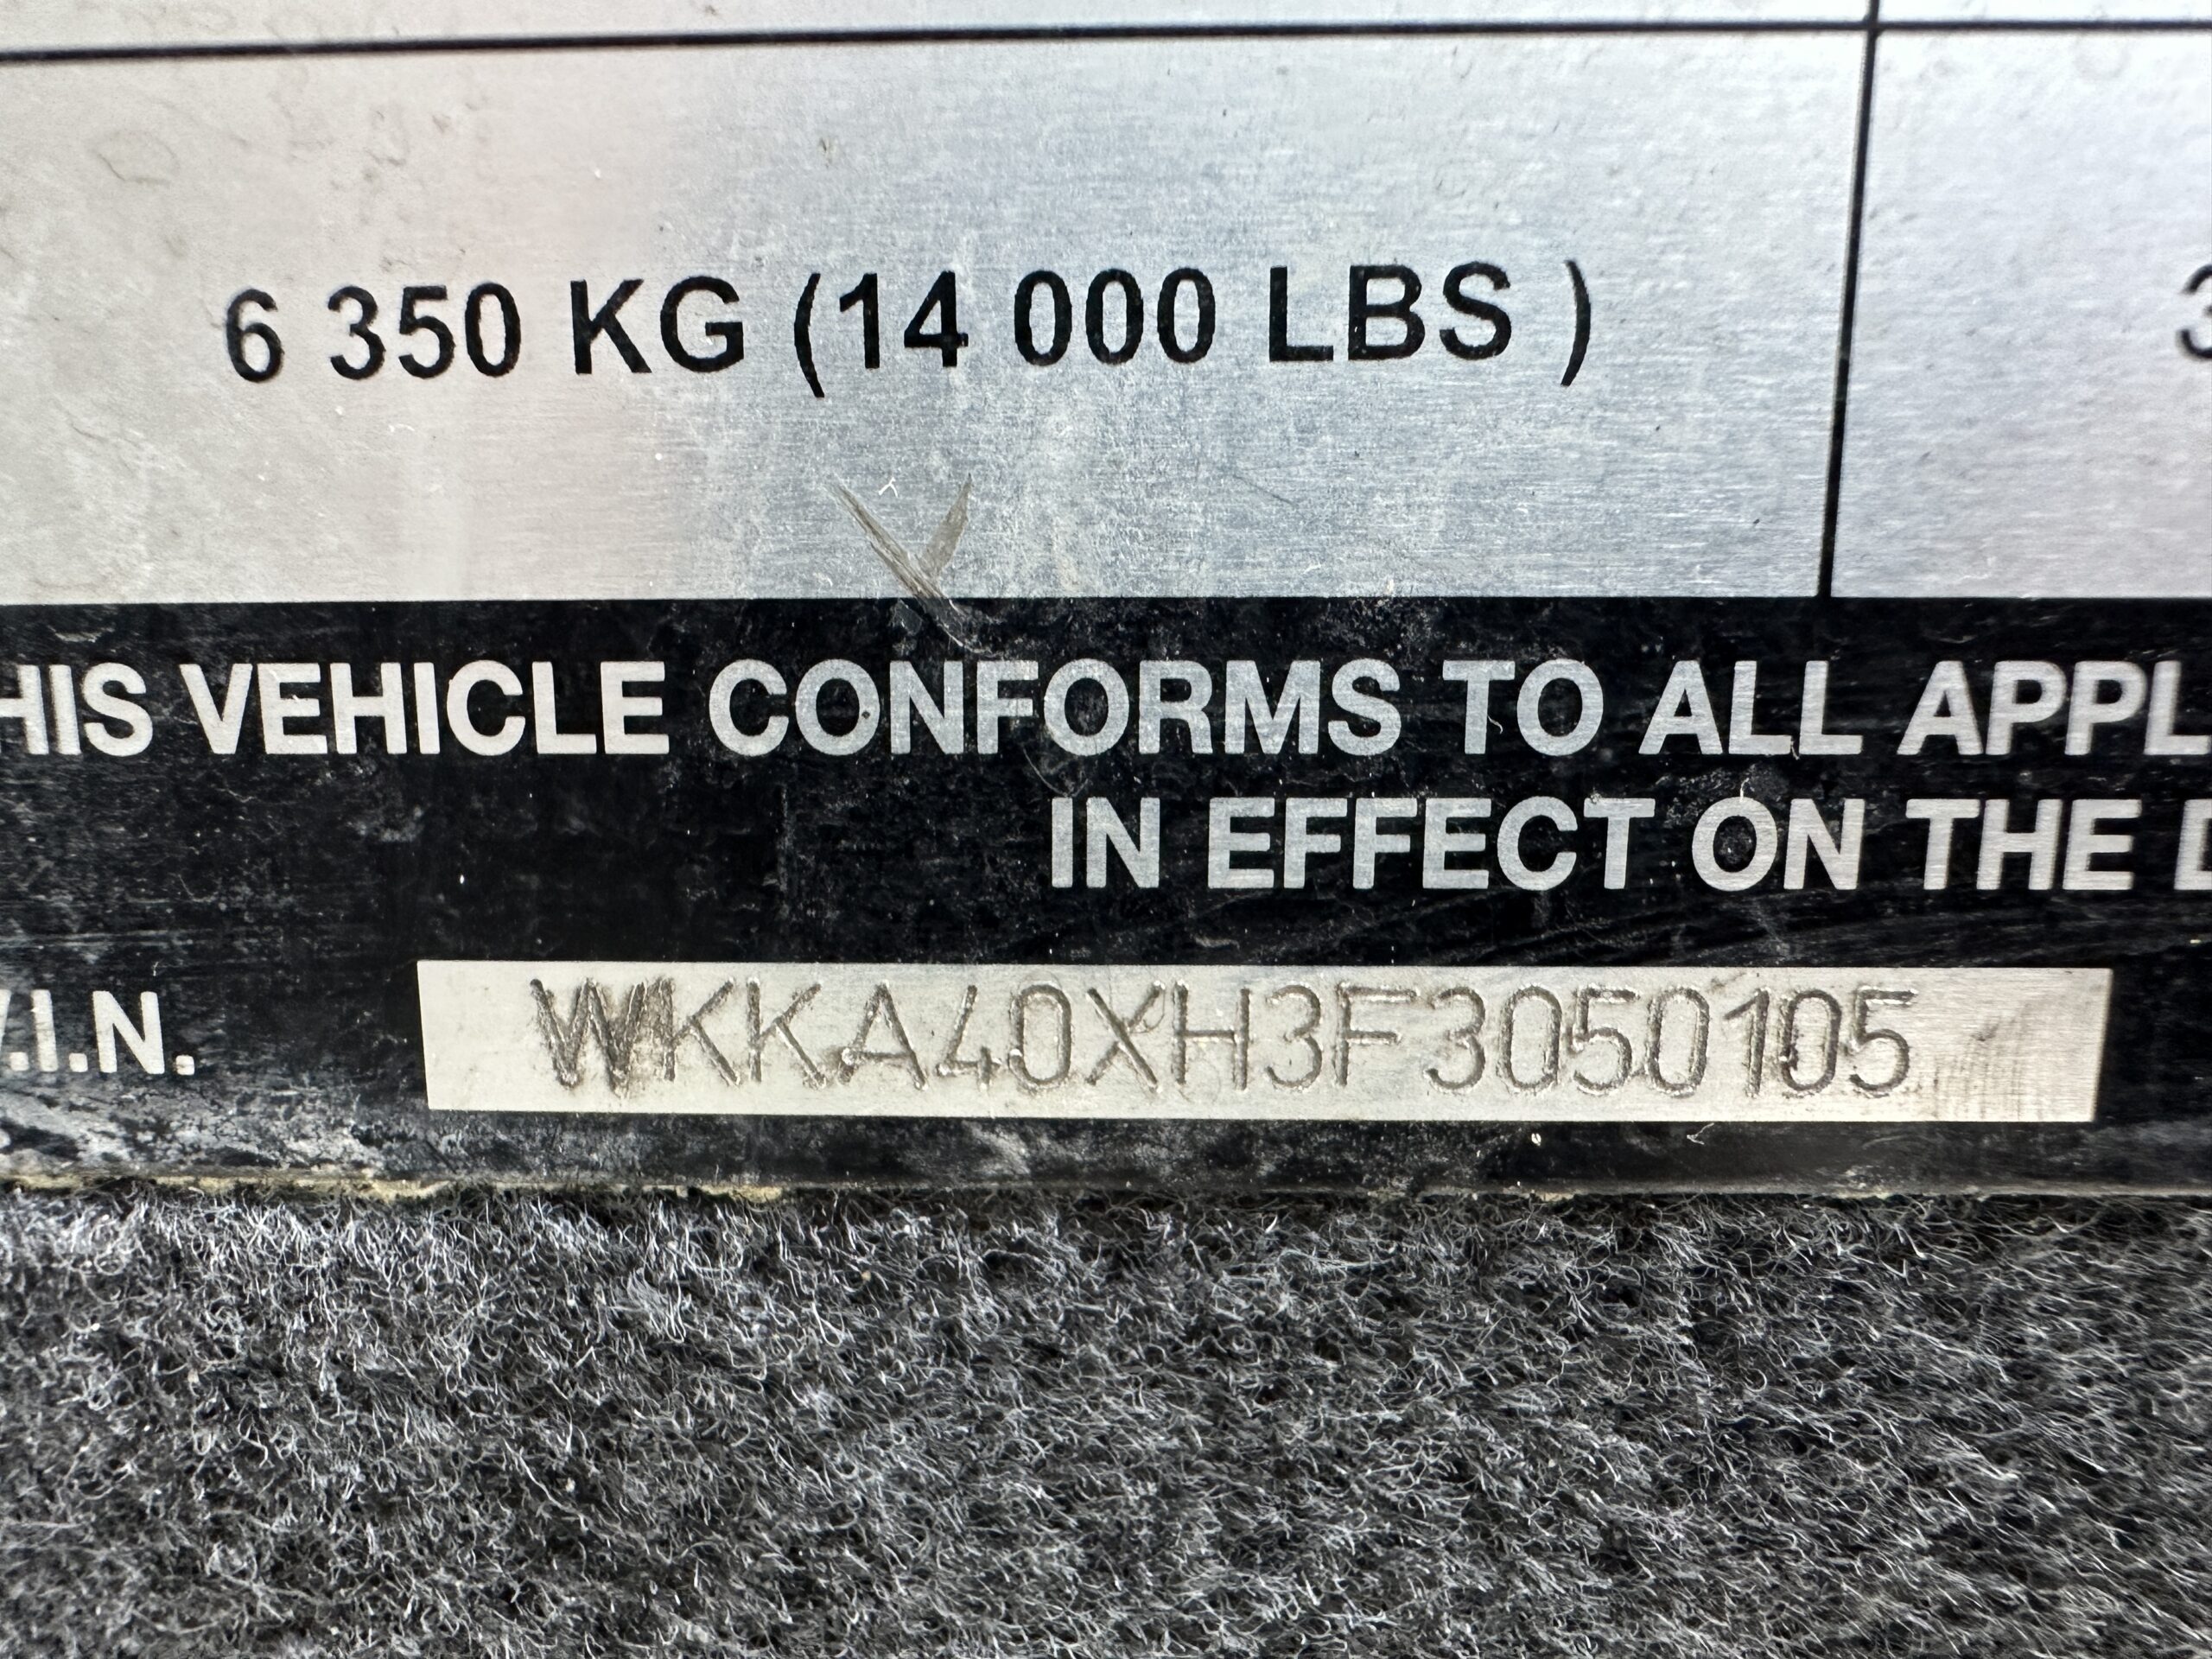 6 350 KG (14 000 LBS )
HIS VEHICLE CONFORMS TO ALL APPL
IN EFFECT ON THE
V.I.N. WKKA40XH3F3050105